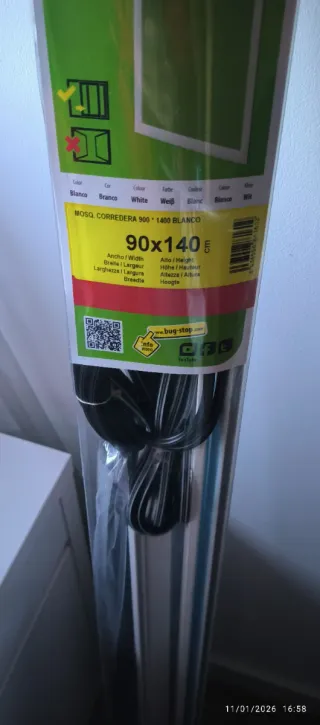 Color Cor Colour Farbe Couleur Colore Kleur
Blanco Branco White Weiß Blanc Bianco Wit
MOSQ. CORREDERA 900 * 1400 BLANCO
90x140 cm
Ancho / Width Alto / Height
Breite / Largeur Höhe / Hauteur
Larghezza / Largura Altezza / Altura
Breedte Hoogte
www.bug-stop.com
info
11/01/2026 16:58